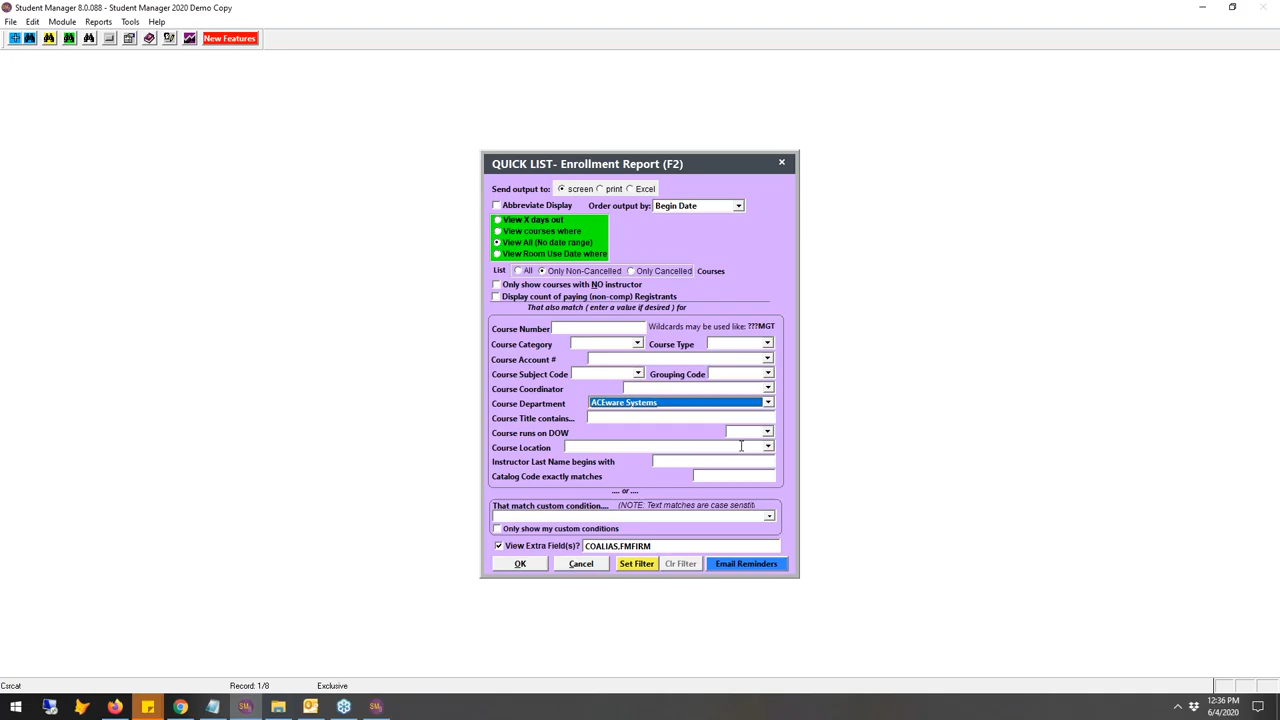 Student Manager 8.0.088 - Student Manager 2020 Demo Copy
File Edit Module Reports Tools Help
New Features
QUICK LIST- Enrollment Report (F2)
Send output to: screen print Excel
Abbreviate Display Order output by: Begin Date
View X days out
View courses where
View All (No date range)
View Room Use Date where
List All Only Non-Cancelled Only Cancelled Courses
Only show courses with NO instructor
Display count of paying (non-comp) Registrants
That also match ( enter a value if desired ) for
Course Number Wildcards may be used like: ???MGT
Course Category Course Type
Course Account #
Course Subject Code Grouping Code
Course Coordinator
Course Department ACEware Systems
Course Title contains...
Course runs on DOW
Course Location
Instructor Last Name begins with
Catalog Code exactly matches
.... or ....
That match custom condition.... (NOTE: Text matches are case sensiti
Only show my custom conditions
View Extra Field(s)? COALIAS,FMFIRM
OK Cancel Set Filter Clr Filter Email Reminders
Csrcat Record: 1/8 Exclusive
12:36 PM
6/4/2020